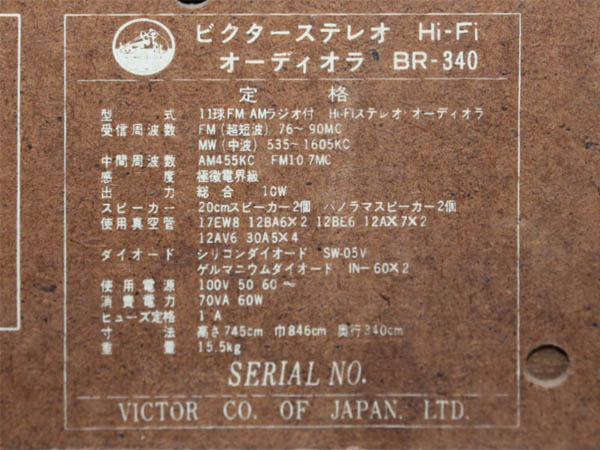 ビクターステレオ Hi-Fi
オーディオラ BR-340
定格
型式 11球FM AMラジオ付 Hi-Fiステレオ・オーディオラ
受信周波数 FM (超短波) 76〜90MC
MW (中波) 535〜1605KC
中間周波数 AM455KC FM10.7MC
感度 極微電界級
出力 総合 10W
スピーカー 20cmスピーカー2個 パノラマスピーカー2個
使用真空管 17EW8 12BA6×2 12BE6 12AX7×2
12AV6 30A5×4
ダイオード シリコンダイオード SW-05V
ゲルマニウムダイオード IN-60×2
使用電源 100V 50 60〜
消費電力 70VA 60W
ヒューズ定格 1A
寸法 高さ745cm 巾846cm 奥行340cm
重量 15.5kg
SERIAL NO.
VICTOR CO. OF JAPAN, LTD.